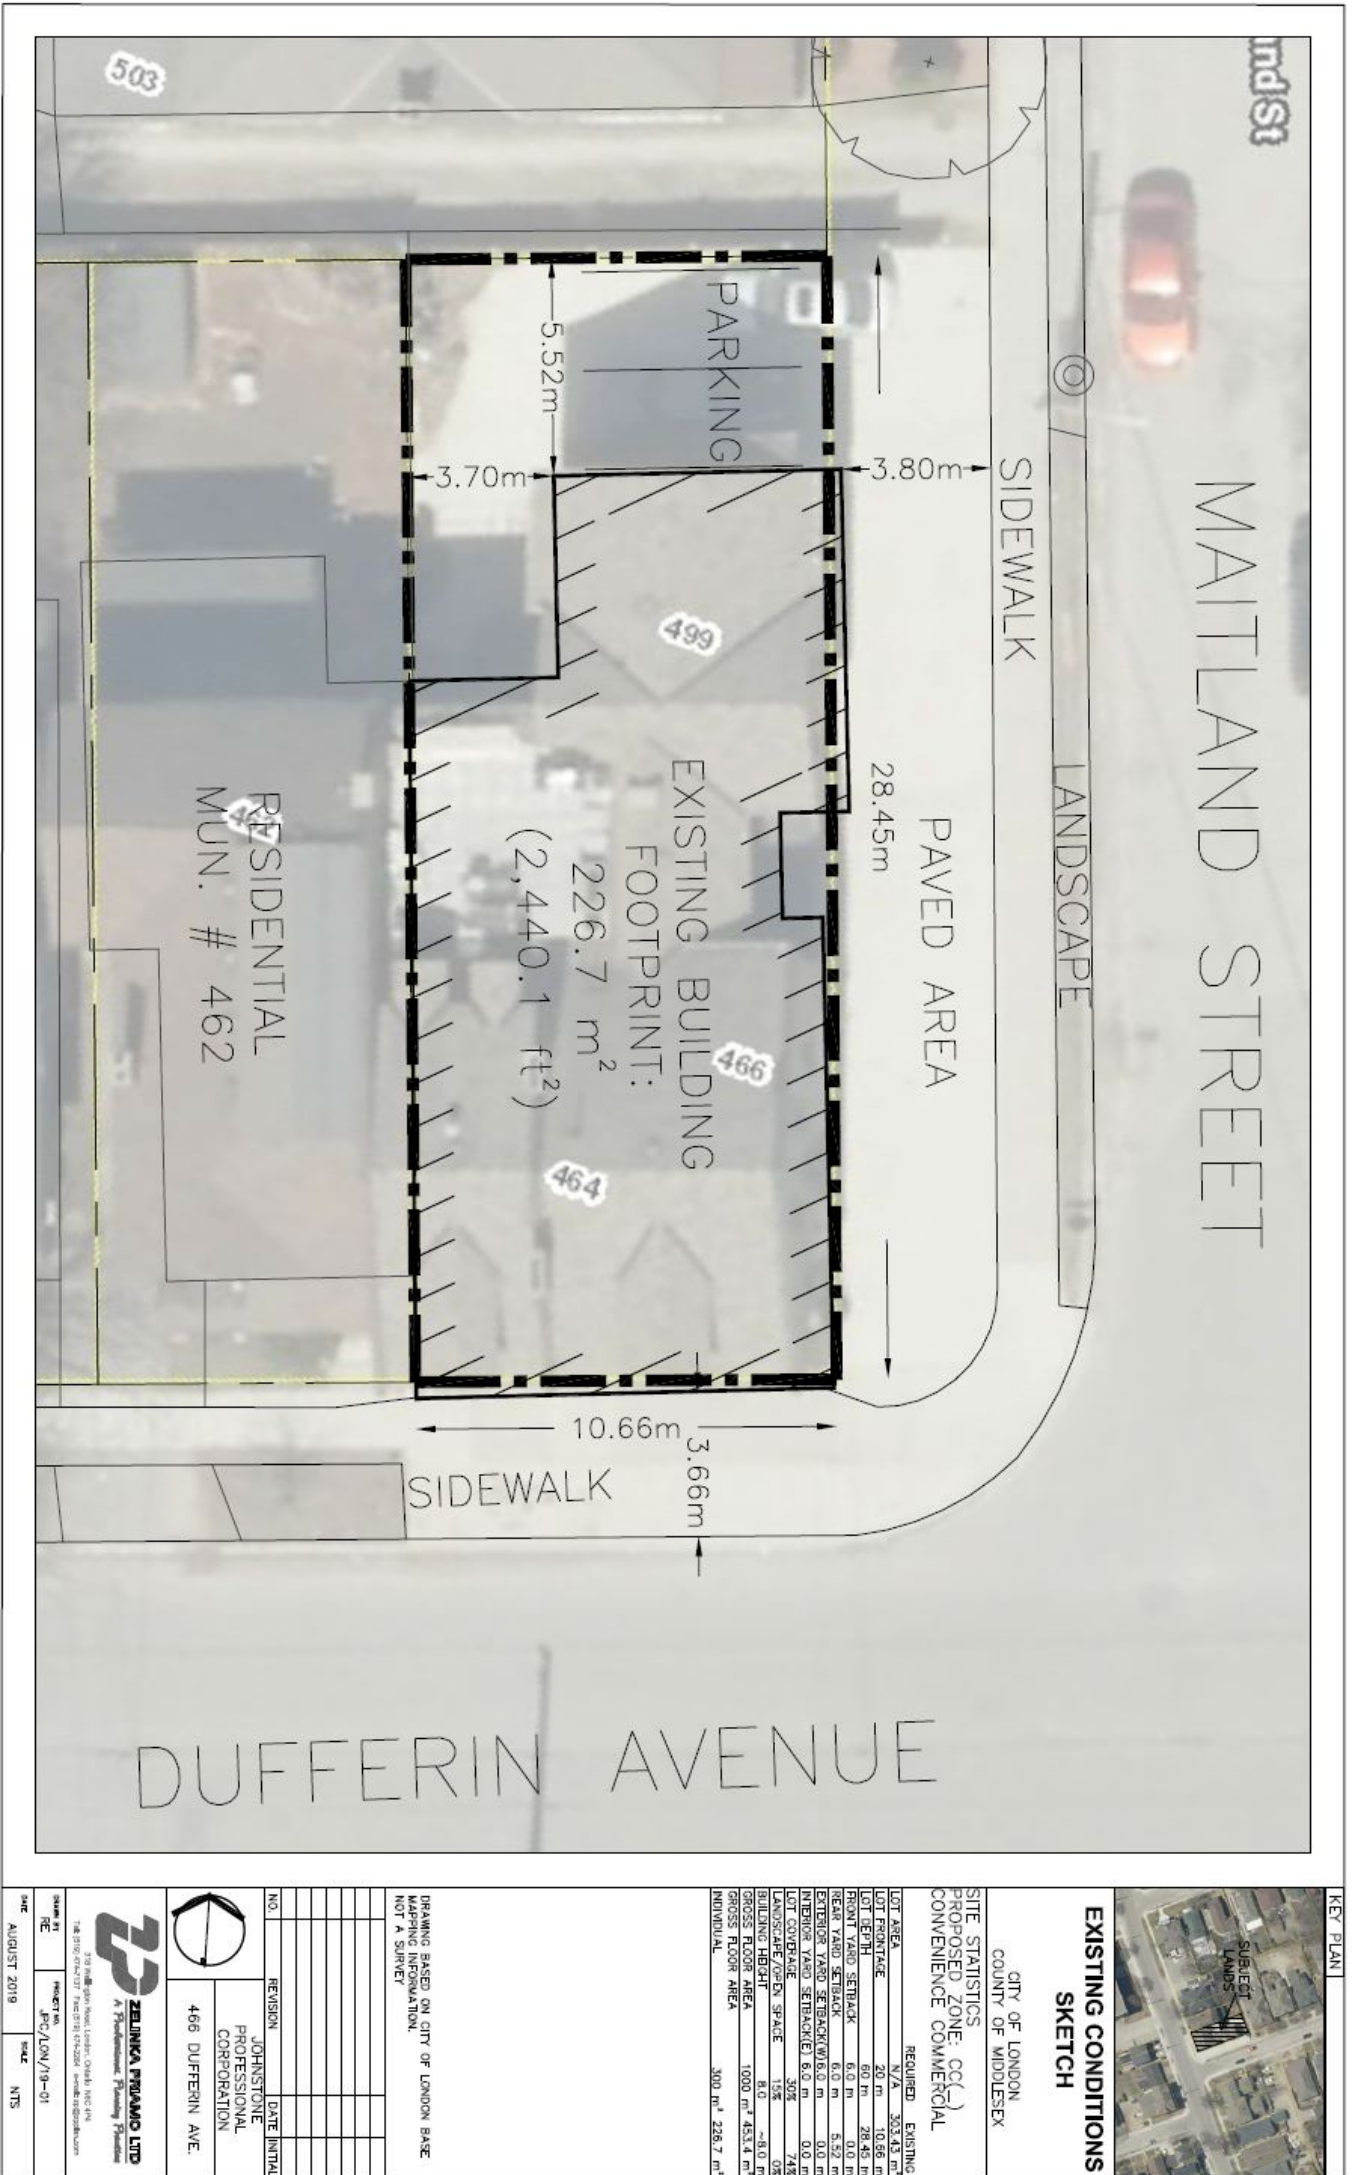 MAITLAND STREET
LANDSCAPE
SIDEWALK
PAVED AREA
3.80m
28.45m
PARKING
5.52m
3.70m
499
EXISTING BUILDING
FOOTPRINT:
226.7 m²
(2,440.1 ft²)
466
464
503
RESIDENTIAL
MUN. # 462
10.66m
3.66m
SIDEWALK
DUFFERIN AVENUE
KEY PLAN
SUBJECT
LANDS
EXISTING CONDITIONS
SKETCH
CITY OF LONDON
COUNTY OF MIDDLESEX
SITE STATISTICS
PROPOSED ZONE: CC(_)
CONVENIENCE COMMERCIAL
REQUIRED EXISTING
LOT AREA N/A 303.43 m²
LOT FRONTAGE 20 m 10.66 m
LOT DEPTH 60 m 28.45 m
FRONT YARD SETBACK 6.0 m 0.0 m
REAR YARD SETBACK 6.0 m 5.52 m
EXTERIOR YARD SETBACK(W) 6.0 m 0.0 m
INTERIOR YARD SETBACK(E) 6.0 m 0.0 m
LOT COVERAGE 30% 74%
LANDSCAPE/OPEN SPACE 15% 0%
BUILDING HEIGHT 8.0 ~8.0 m
GROSS FLOOR AREA 1000 m² 453.4 m²
GROSS FLOOR AREA
INDIVIDUAL 300 m² 226.7 m²
DRAWING BASED ON CITY OF LONDON BASE
MAPPING INFORMATION.
NOT A SURVEY
NO. REVISION DATE INITIAL
JOHNSTONE
PROFESSIONAL
CORPORATION
466 DUFFERIN AVE.
zp ZELINKA PRIAMO LTD
A Professional Planning Practice
DRAWN BY RE
PROJECT NO. JPC/LON/19-01
DATE AUGUST 2019
SCALE NTS